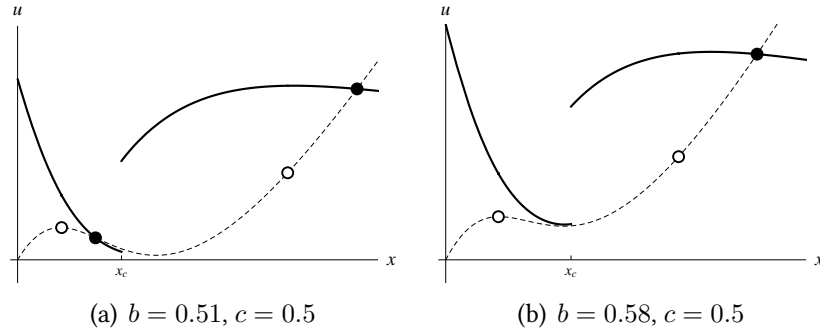 u
x
x_c
(a) b = 0.51, c = 0.5
u
x
x_c
(b) b = 0.58, c = 0.5